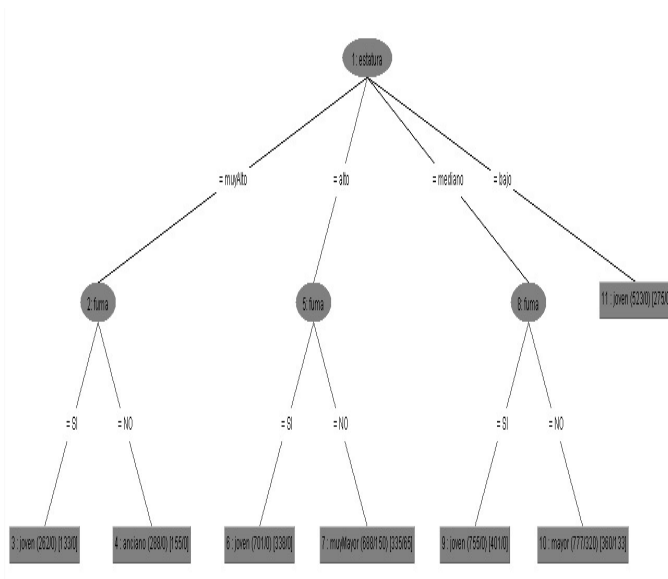 1: estatura
= muyAlto
= alto
= mediano
= bajo
2: fuma
5: fuma
8: fuma
11 : joven (523/0) [275/0
= SI
= NO
= SI
= NO
= SI
= NO
3 : joven (262/0) [133/0]
4 : anciano (288/0) [155/0]
6 : joven (701/0) [338/0]
7 : muyMayor (688/150) [335/65]
9 : joven (755/0) [401/0]
10 : mayor (777/320) [360/133]